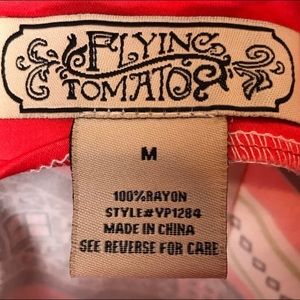 FLYING
TOMATO
M
100%RAYON
STYLE#YP1284
MADE IN CHINA
SEE REVERSE FOR CARE